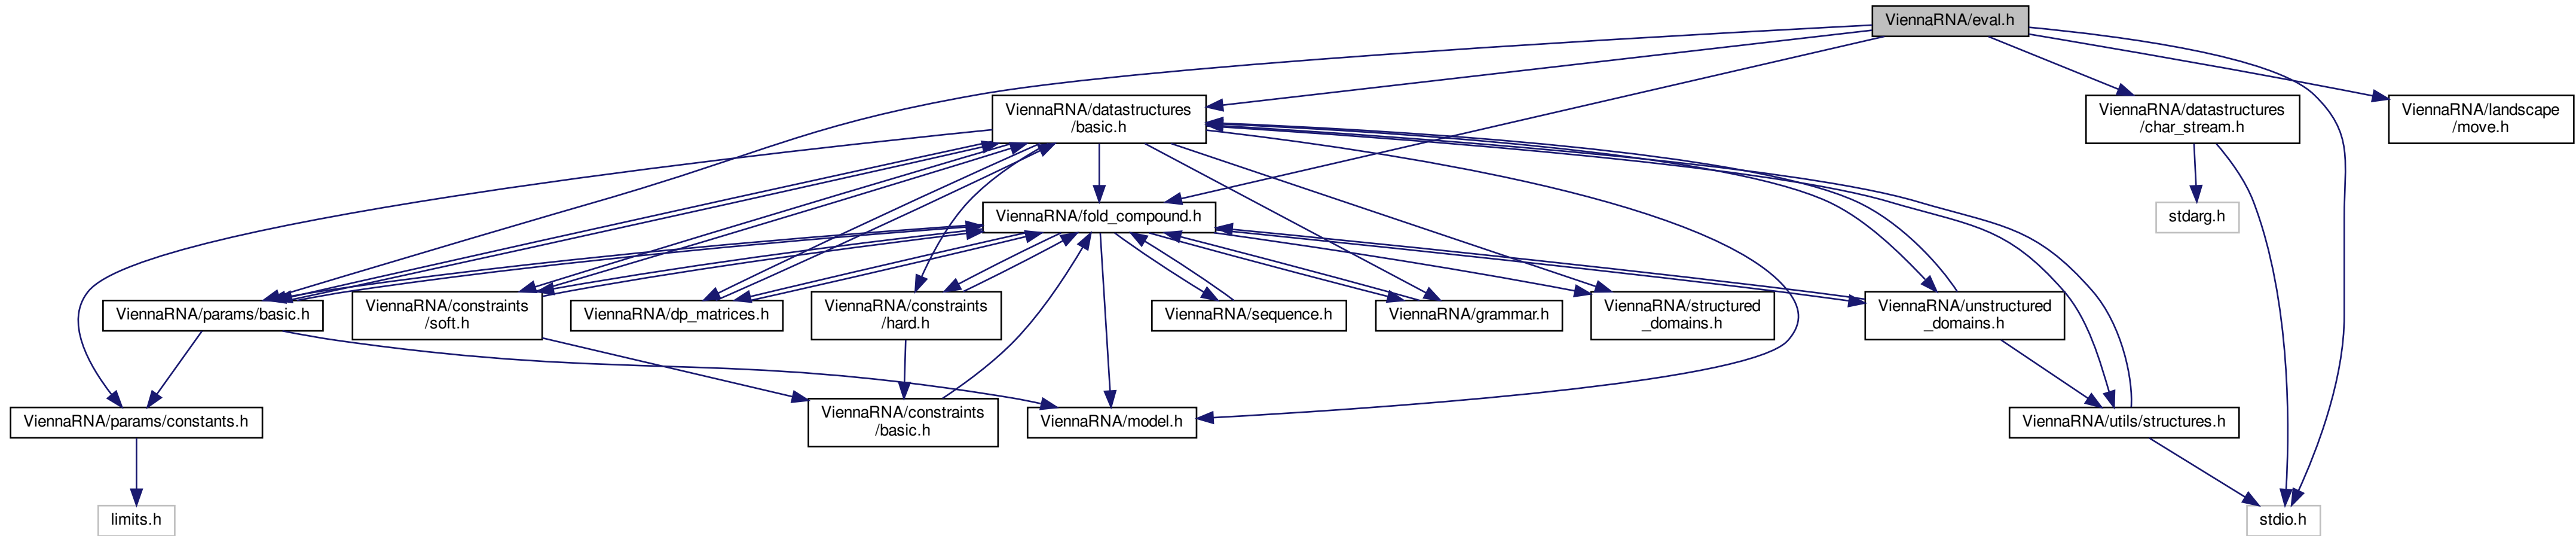 ViennaRNA/eval.h
ViennaRNA/datastructures
/basic.h
ViennaRNA/datastructures
/char_stream.h
ViennaRNA/landscape
/move.h
ViennaRNA/fold_compound.h
stdarg.h
ViennaRNA/params/basic.h
ViennaRNA/constraints
/soft.h
ViennaRNA/dp_matrices.h
ViennaRNA/constraints
/hard.h
ViennaRNA/sequence.h
ViennaRNA/grammar.h
ViennaRNA/structured
_domains.h
ViennaRNA/unstructured
_domains.h
ViennaRNA/params/constants.h
ViennaRNA/constraints
/basic.h
ViennaRNA/model.h
ViennaRNA/utils/structures.h
limits.h
stdio.h